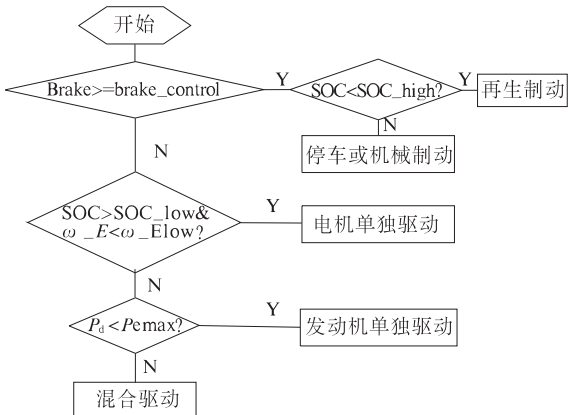 开始
Brake>=brake_control
Y
SOC<SOC_high?
Y
再生制动
N
停车或机械制动
N
SOC>SOC_low&
ω_E<ω_Elow?
Y
电机单独驱动
N
Pd<Pemax?
Y
发动机单独驱动
N
混合驱动